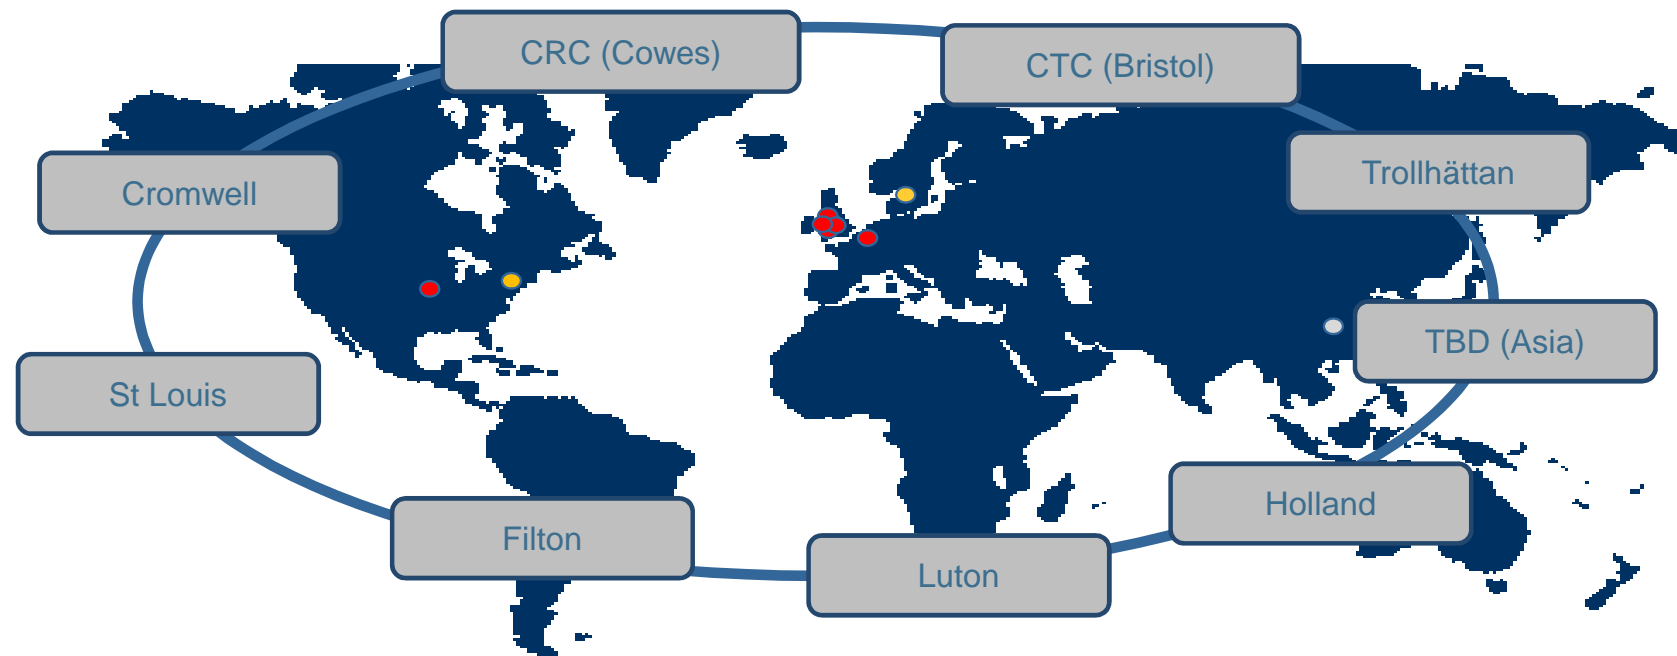 CRC (Cowes)
CTC (Bristol)
Trollhättan
Cromwell
TBD (Asia)
St Louis
Holland
Filton
Luton